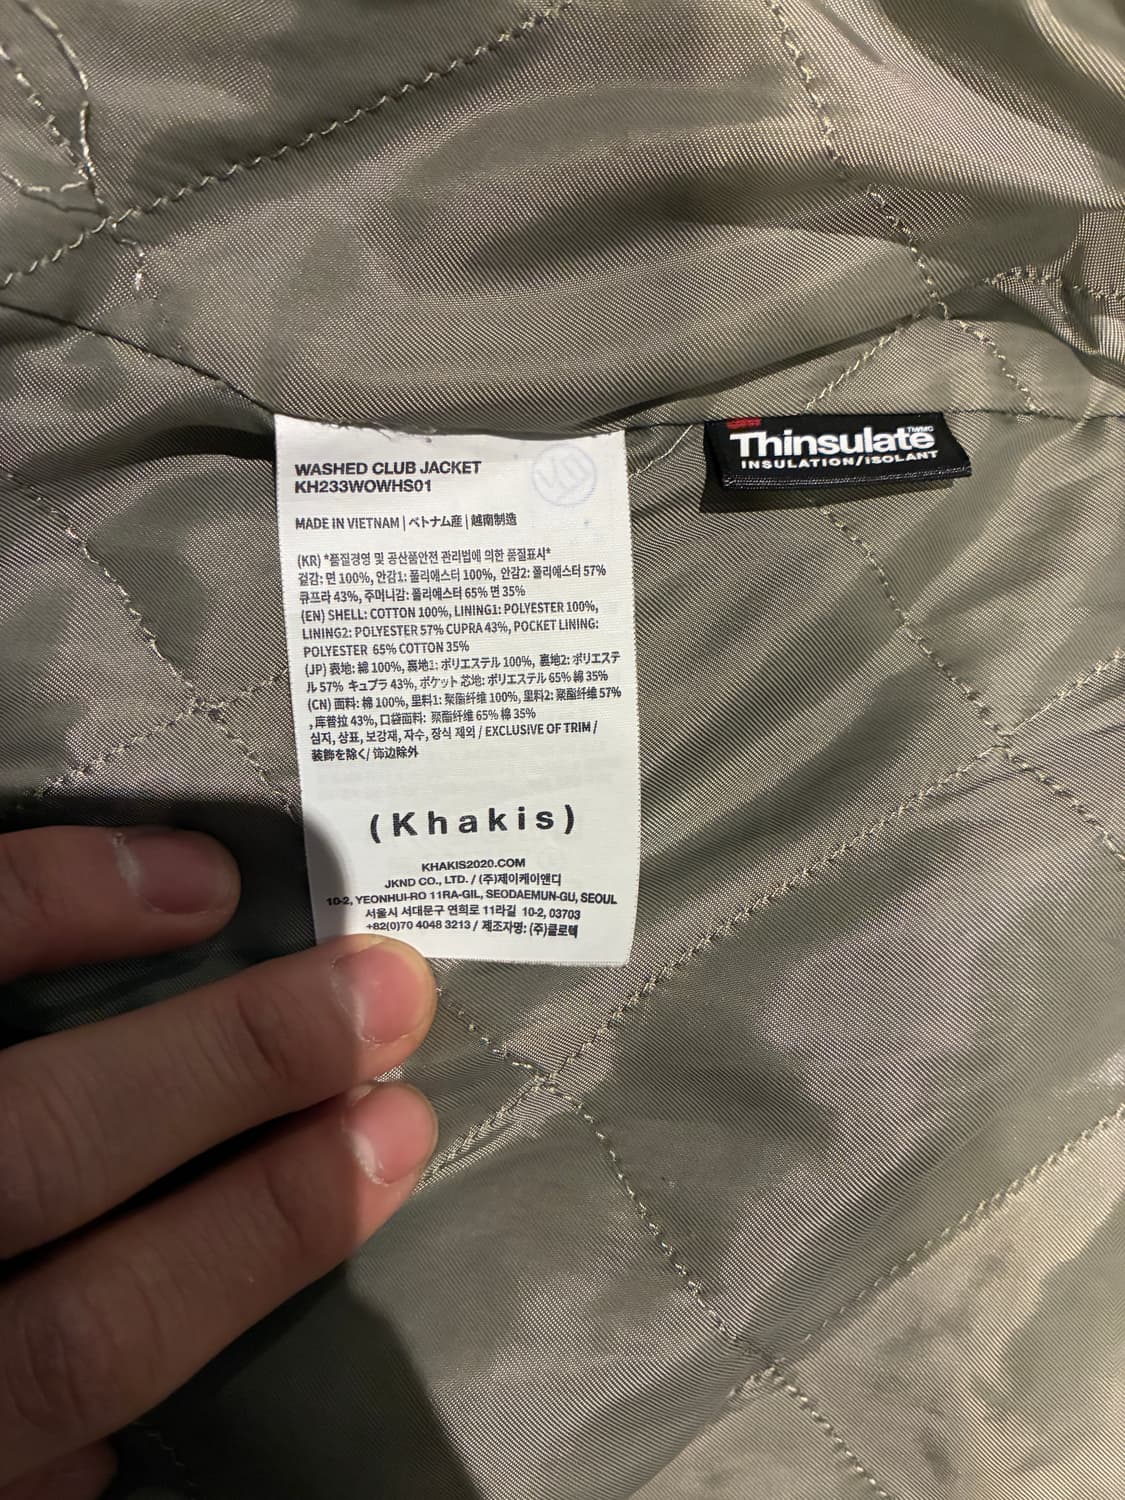 WASHED CLUB JACKET
KH233WOWHS01
MADE IN VIETNAM | ベトナム産 | 越南制造
(KR) *품질경영 및 공산품안전 관리법에 의한 품질표시*
겉감: 면 100%, 안감1: 폴리에스터 100%, 안감2: 폴리에스터 57%
큐프라 43%, 주머니감: 폴리에스터 65% 면 35%
(EN) SHELL: COTTON 100%, LINING1: POLYESTER 100%,
LINING2: POLYESTER 57% CUPRA 43%, POCKET LINING:
POLYESTER 65% COTTON 35%
(JP) 表地: 綿 100%, 裏地1: ポリエステル 100%, 裏地2: ポリエステ
ル 57% キュプラ 43%, ポケット 芯地: ポリエステル 65% 綿 35%
(CN) 面料: 棉 100%, 里料1: 聚酯纤维 100%, 里料2: 聚酯纤维 57%
, 库普拉 43%, 口袋面料: 聚酯纤维 65% 棉 35%
심지, 상표, 보강재, 자수, 장식 제외 / EXCLUSIVE OF TRIM /
装飾を除く/ 饰边除外
(Khakis)
KHAKIS2020.COM
JKND CO., LTD. / (주)제이케이앤디
10-2, YEONHUI-RO 11RA-GIL, SEODAEMUN-GU, SEOUL
서울시 서대문구 연희로 11라길 10-2, 03703
+82(0)70 4048 3213 / 제조자명: (주)쿨로텍
3M
Thinsulate TM/MC
INSULATION/ISOLANT